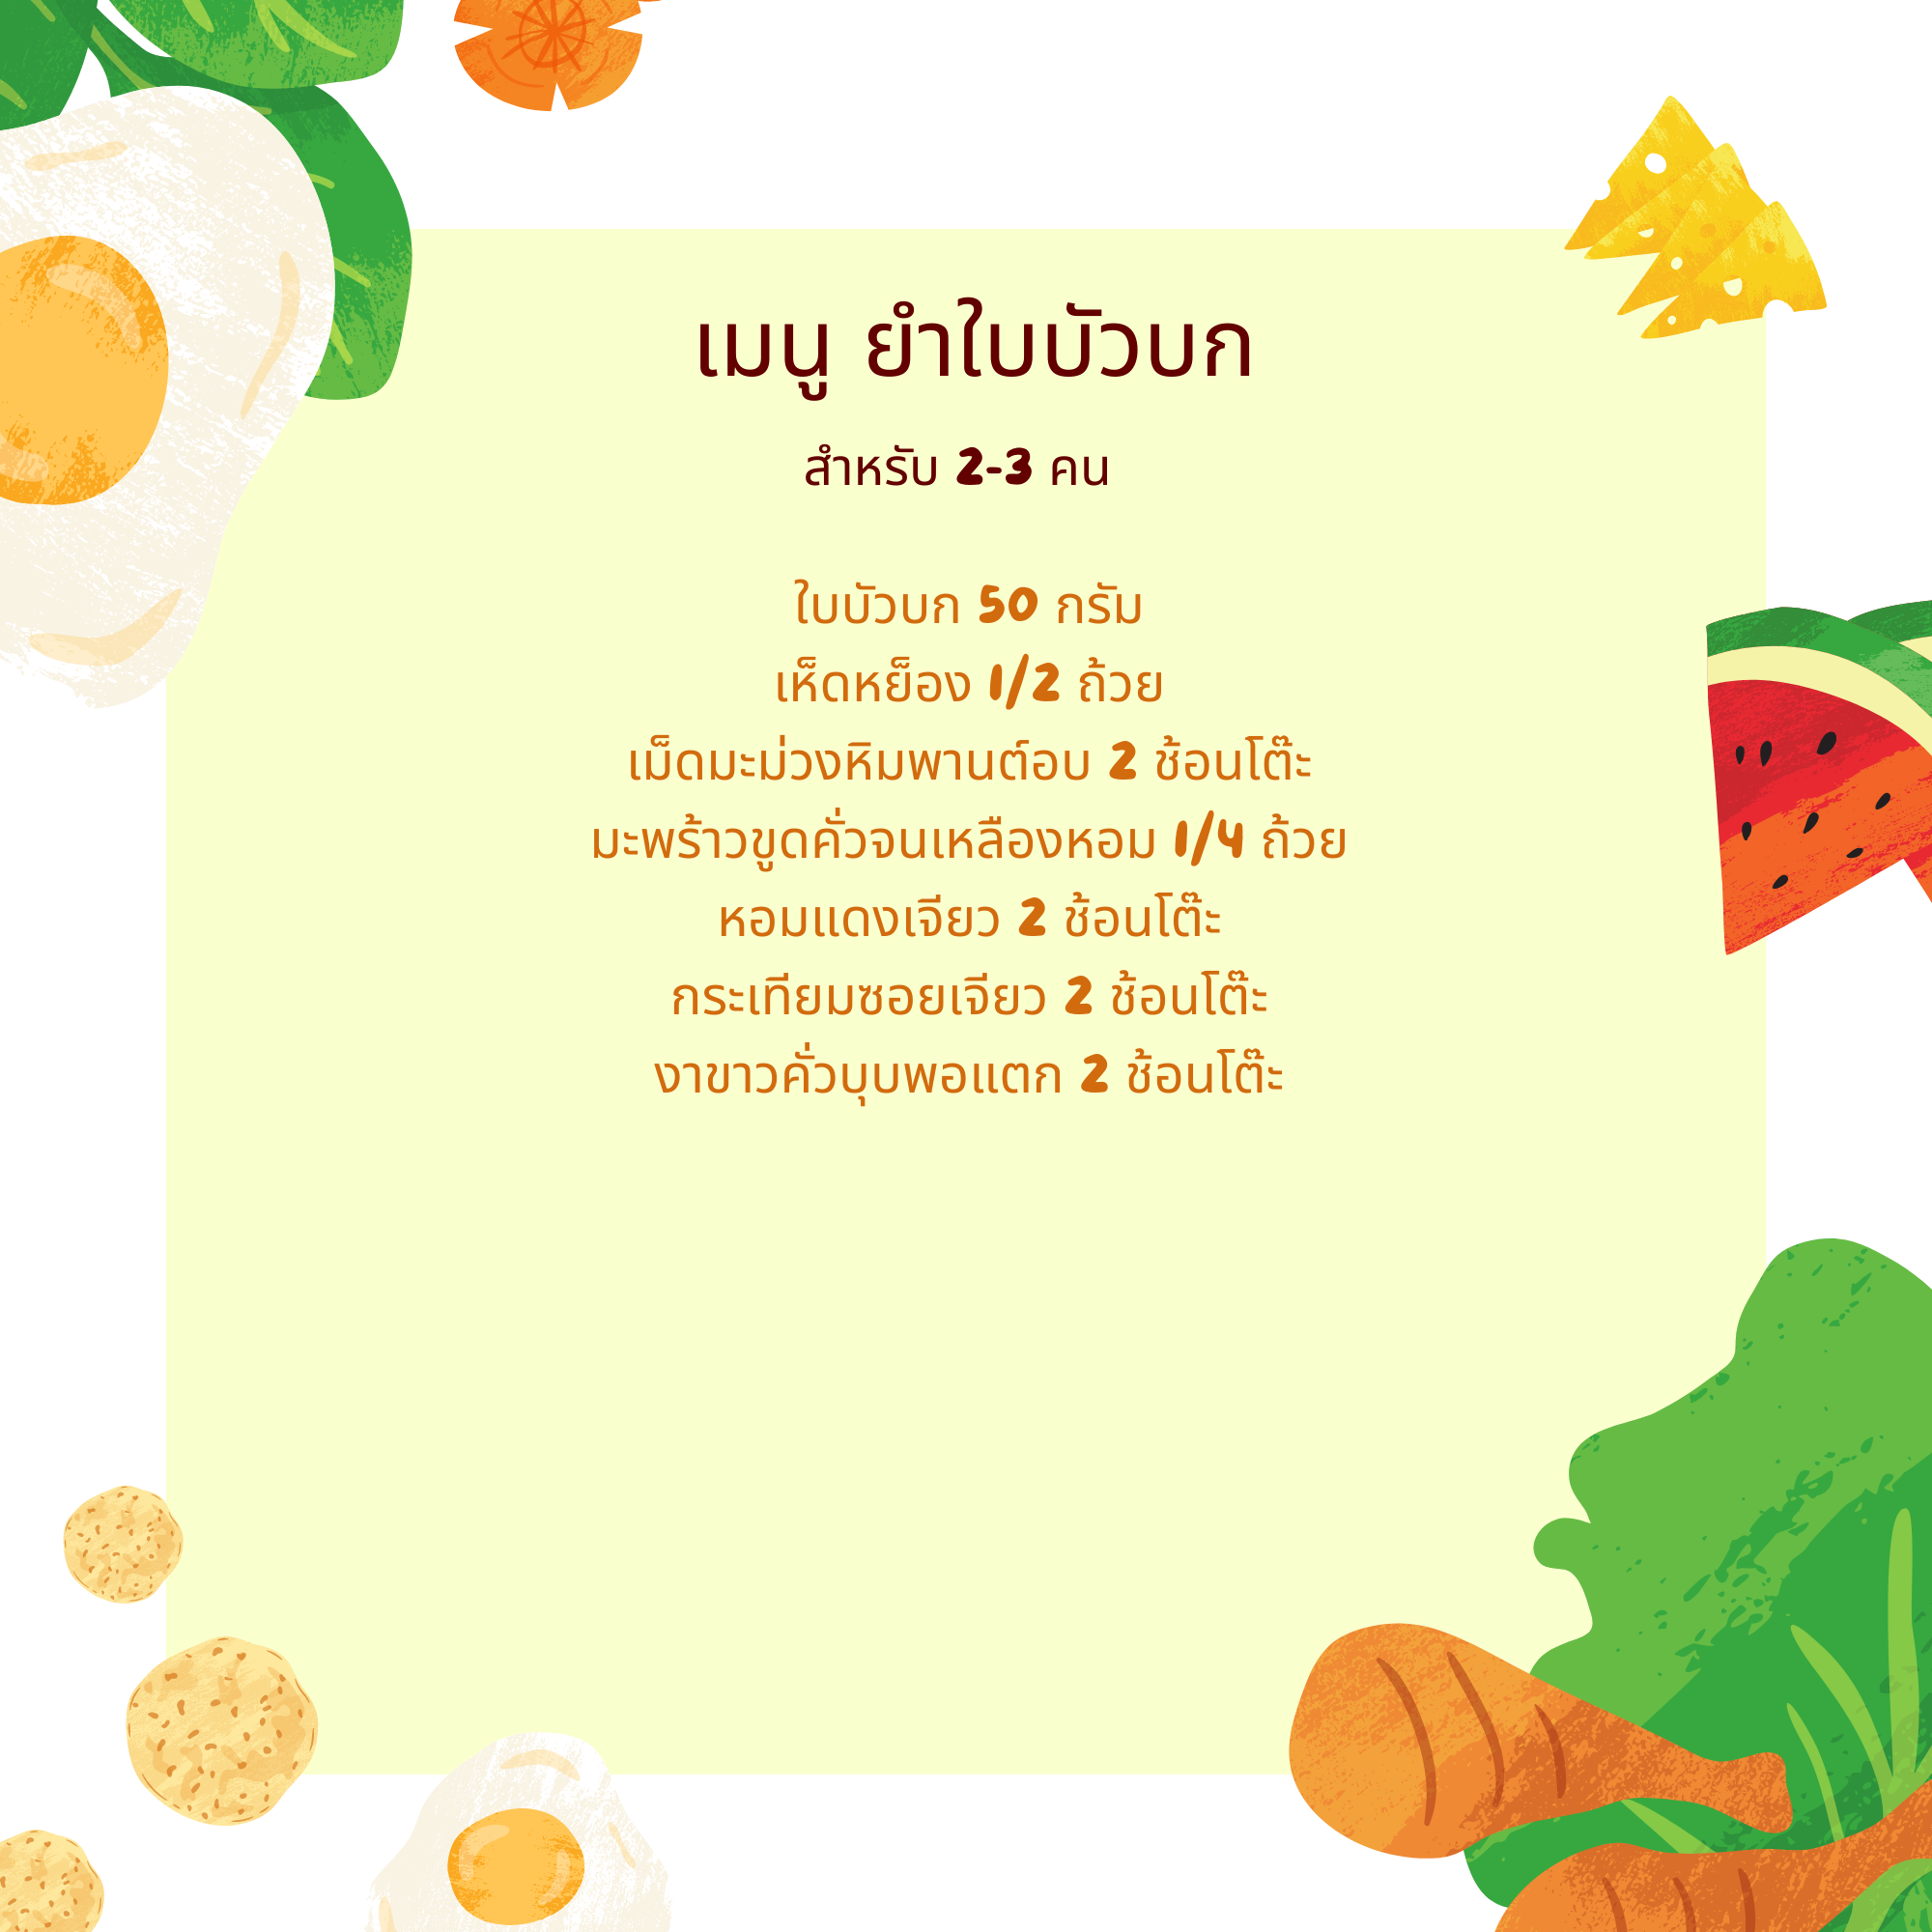 เมนู ยำใบบัวบก
สำหรับ 2-3 คน
ใบบัวบก 50 กรัม
เห็ดหย็อง 1/2 ถ้วย
เม็ดมะม่วงหิมพานต์อบ 2 ช้อนโต๊ะ
มะพร้าวขูดคั่วจนเหลืองหอม 1/4 ถ้วย
หอมแดงเจียว 2 ช้อนโต๊ะ
กระเทียมซอยเจียว 2 ช้อนโต๊ะ
งาขาวคั่วบุบพอแตก 2 ช้อนโต๊ะ